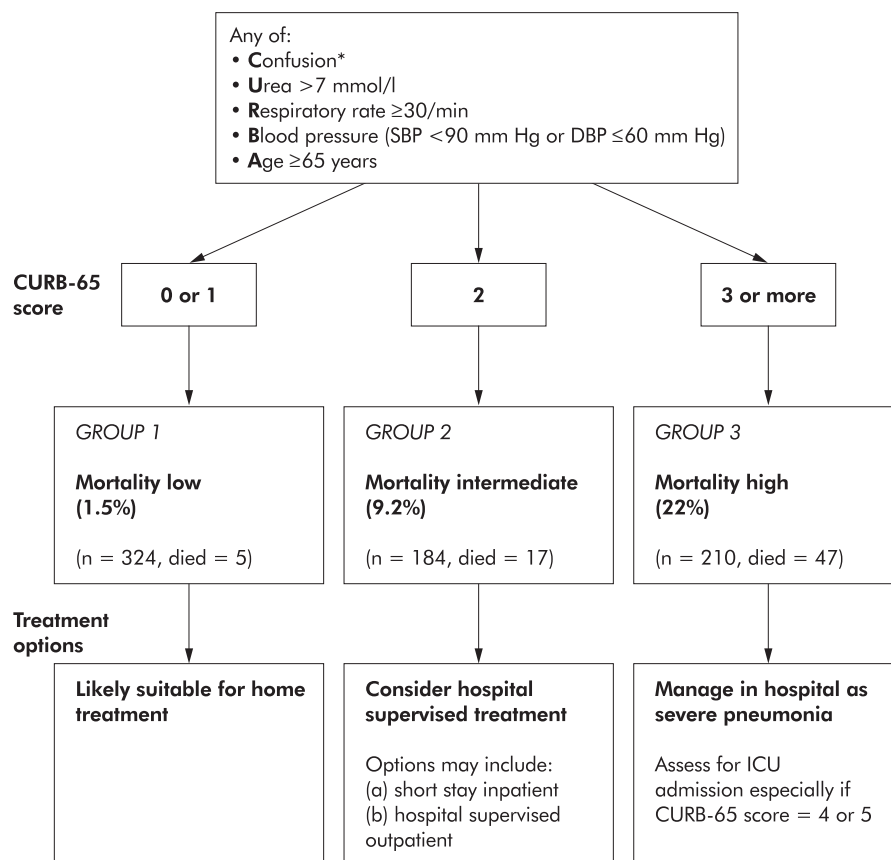 Any of:
• Confusion*
• Urea >7 mmol/l
• Respiratory rate ≥30/min
• Blood pressure (SBP <90 mm Hg or DBP ≤60 mm Hg)
• Age ≥65 years
CURB-65
score
0 or 1
2
3 or more
GROUP 1
Mortality low
(1.5%)
(n = 324, died = 5)
GROUP 2
Mortality intermediate
(9.2%)
(n = 184, died = 17)
GROUP 3
Mortality high
(22%)
(n = 210, died = 47)
Treatment
options
Likely suitable for home
treatment
Consider hospital
supervised treatment
Options may include:
(a) short stay inpatient
(b) hospital supervised
outpatient
Manage in hospital as
severe pneumonia
Assess for ICU
admission especially if
CURB-65 score = 4 or 5